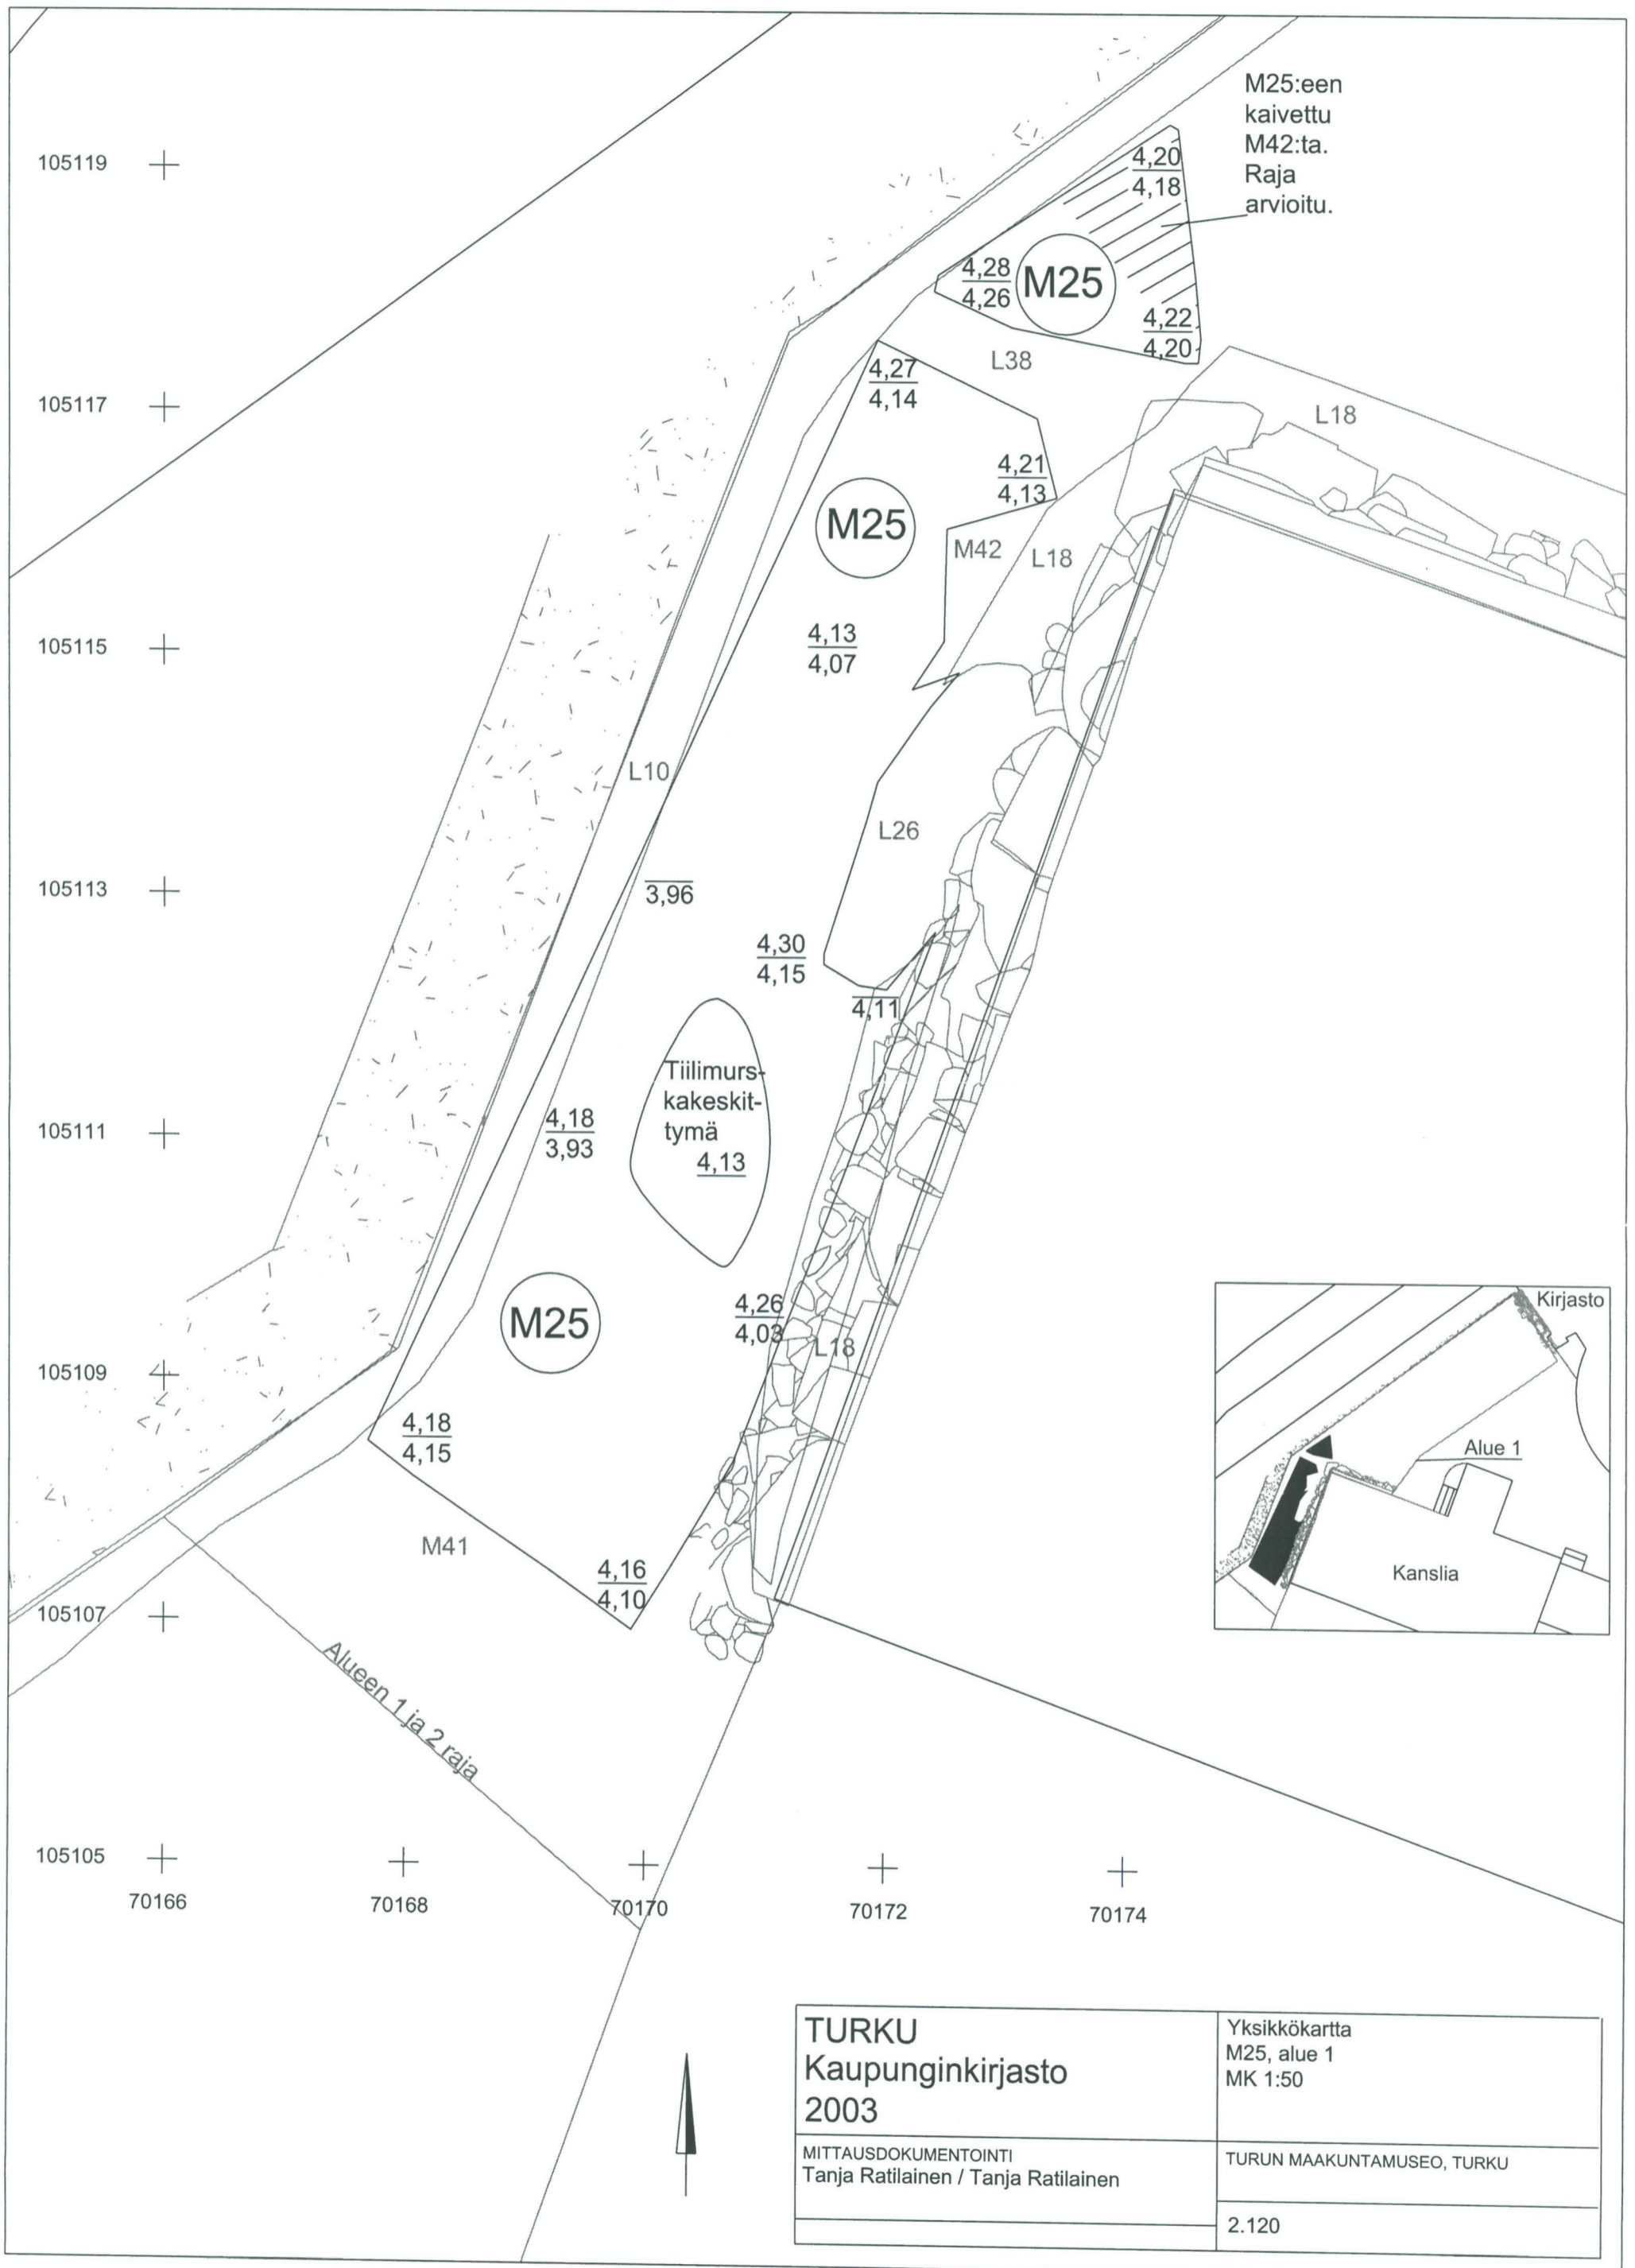 M25:een
kaivettu
M42:ta.
Raja
arvioitu.
105119
4,20
4,18
4,28
4,26
M25
4,22
4,20
L38
4,27
4,14
105117
L18
4,21
4,13
M25
M42
L18
4,13
4,07
105115
L10
L26
105113
3,96
4,30
4,15
4,11
Tiilimurs-
kakeskit-
tymä
4,13
4,18
3,93
105111
M25
4,26
4,03
L18
105109
4,18
4,15
M41
4,16
4,10
105107
Kirjasto
Alue 1
Kanslia
Alueen 1 ja 2 raja
105105
70166
70168
70170
70172
70174
TURKU
Kaupunginkirjasto
2003
Yksikkökartta
M25, alue 1
MK 1:50
MITTAUSDOKUMENTOINTI
Tanja Ratilainen / Tanja Ratilainen
TURUN MAAKUNTAMUSEO, TURKU
2.120